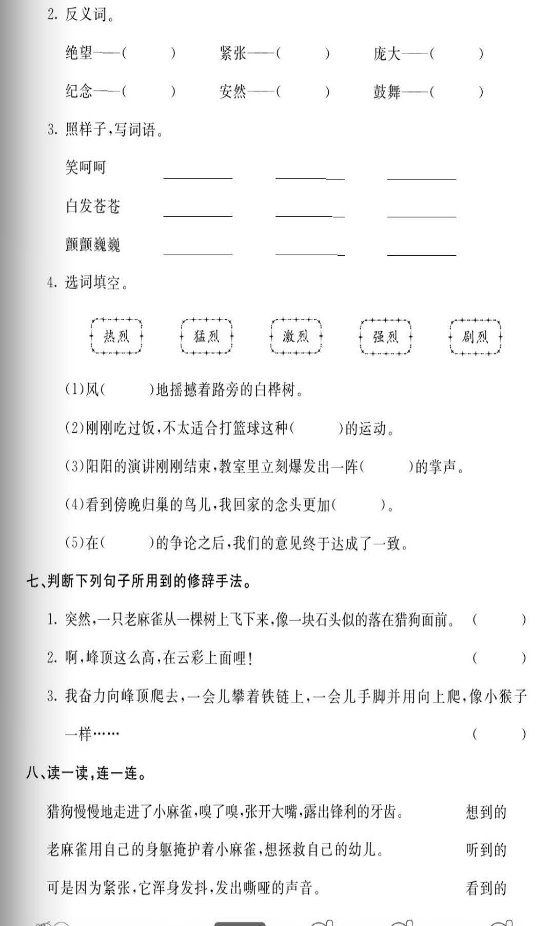 2. 反义词。
绝望——(　　) 紧张——(　　) 庞大——(　　)
纪念——(　　) 安然——(　　) 鼓舞——(　　)
3. 照样子,写词语。
笑呵呵 ______ ______ ______
白发苍苍 ______ ______ ______
颤颤巍巍 ______ ______ ______
4. 选词填空。
热烈 猛烈 激烈 强烈 剧烈
(1)风(　　)地摇撼着路旁的白桦树。
(2)刚刚吃过饭,不太适合打篮球这种(　　)的运动。
(3)阳阳的演讲刚刚结束,教室里立刻爆发出一阵(　　)的掌声。
(4)看到傍晚归巢的鸟儿,我回家的念头更加(　　)。
(5)在(　　)的争论之后,我们的意见终于达成了一致。
七、判断下列句子所用到的修辞手法。
1. 突然,一只老麻雀从一棵树上飞下来,像一块石头似的落在猎狗面前。 (　　)
2. 啊,峰顶这么高,在云彩上面哩! (　　)
3. 我奋力向峰顶爬去,一会儿攀着铁链上,一会儿手脚并用向上爬,像小猴子
一样…… (　　)
八、读一读,连一连。
猎狗慢慢地走进了小麻雀,嗅了嗅,张开大嘴,露出锋利的牙齿。 想到的
老麻雀用自己的身躯掩护着小麻雀,想拯救自己的幼儿。 听到的
可是因为紧张,它浑身发抖,发出嘶哑的声音。 看到的